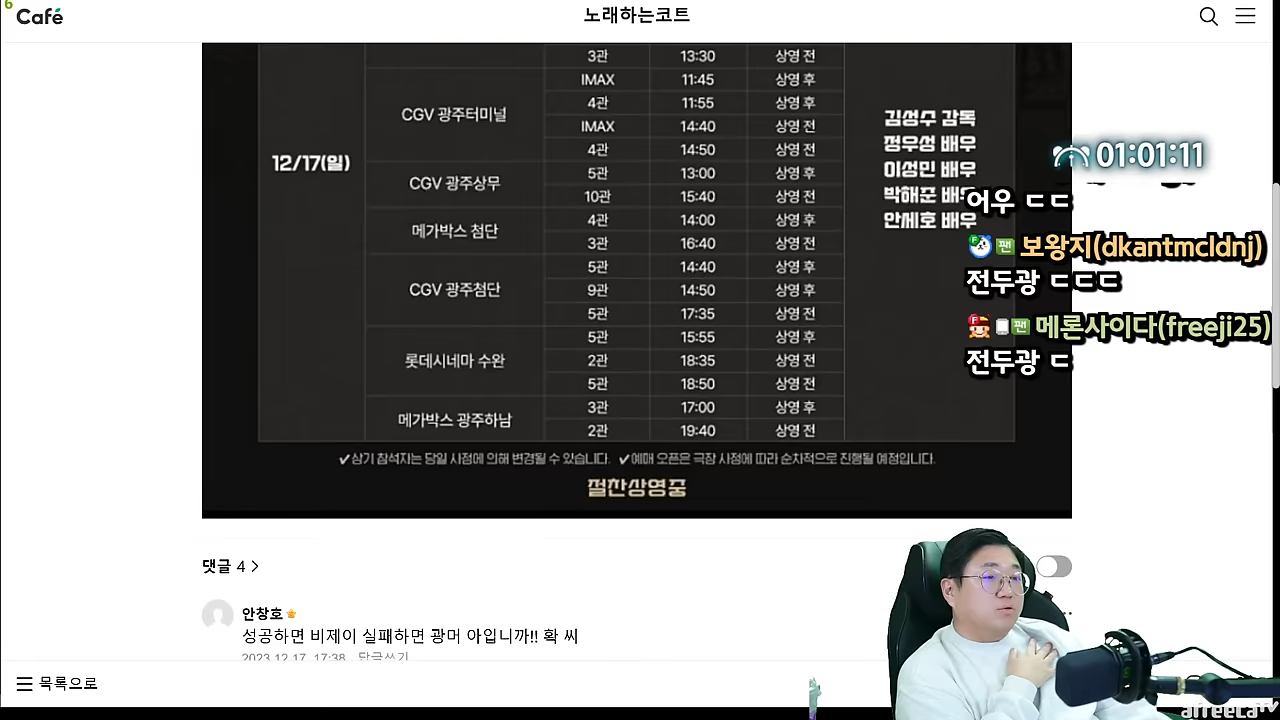 6
Café
노래하는코트
3관 13:30 상영 전
IMAX 11:45 상영 후
CGV 광주터미널
4관 11:55 상영 후
IMAX 14:40 상영 전
4관 14:50 상영 전
12/17(일)
CGV 광주상무
5관 13:00 상영 후
10관 15:40 상영 전
메가박스 첨단
4관 14:00 상영 후
3관 16:40 상영 전
CGV 광주첨단
5관 14:40 상영 후
9관 14:50 상영 후
5관 17:35 상영 전
롯데시네마 수완
5관 15:55 상영 후
2관 18:35 상영 전
5관 18:50 상영 전
메가박스 광주하남
3관 17:00 상영 후
2관 19:40 상영 전
김성수 감독
정우성 배우
이성민 배우
박해준 배우
안세호 배우
✓상기 참석자는 당일 사정에 의해 변경될 수 있습니다. ✓예매 오픈은 극장 사정에 따라 순차적으로 진행될 예정입니다.
절찬상영중
01:01:11
어우 ㄷㄷ
팬 보왕지(dkantmcldnj)
전두광 ㄷㄷㄷ
팬 메론사이다(freeji25)
전두광 ㄷ
댓글 4 >
안창호
성공하면 비제이 실패하면 광머 아입니까!! 확 씨
2023.12.17. 17:38 답글쓰기
목록으로
afreecaTV